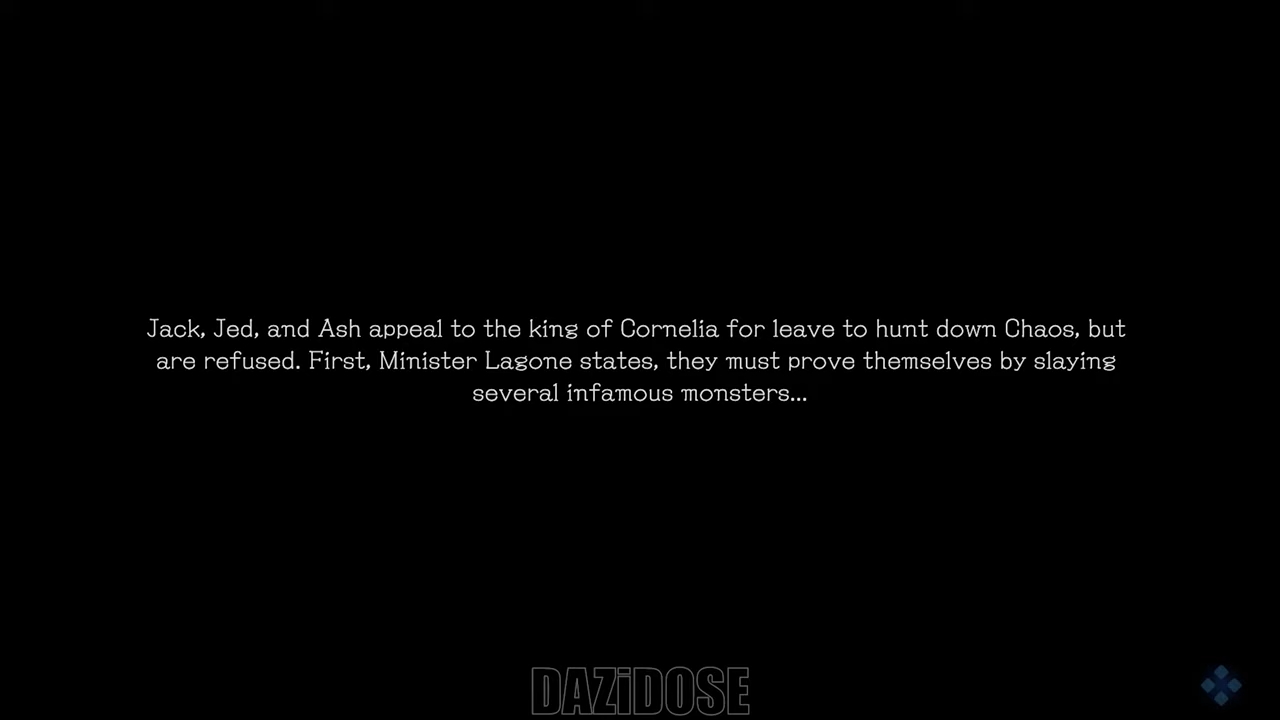 Jack, Jed, and Ash appeal to the king of Cornelia for leave to hunt down Chaos, but
are refused. First, Minister Lagone states, they must prove themselves by slaying
several infamous monsters...
DAZiDOSE